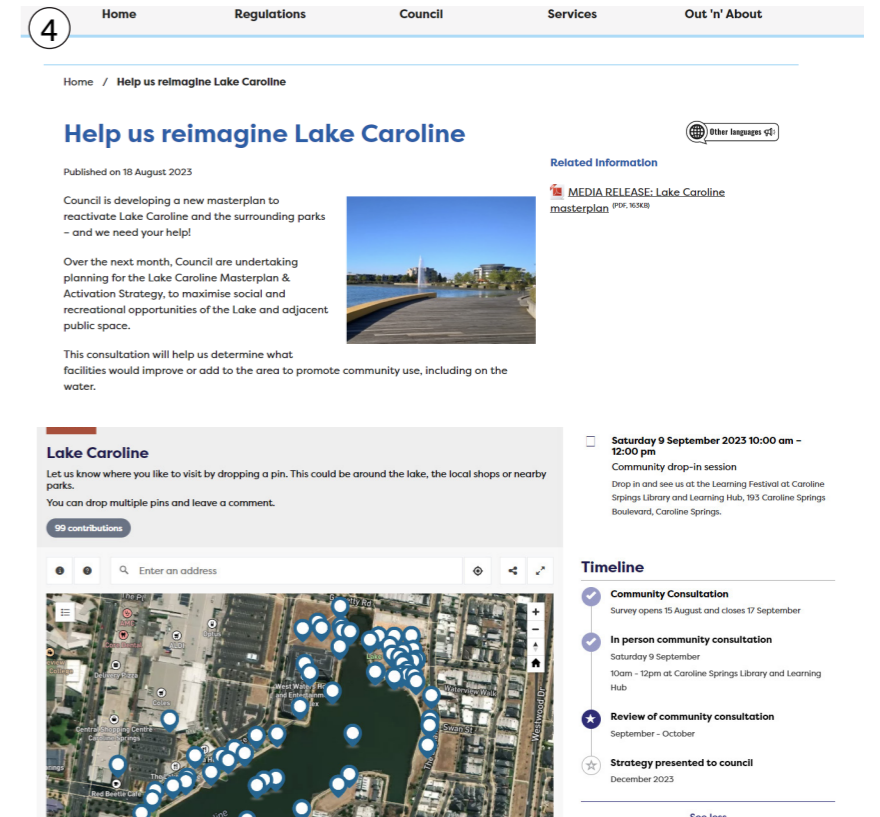 4
Home Regulations Council Services Out 'n' About
Home / Help us reimagine Lake Caroline
Help us reimagine Lake Caroline
Other languages
Published on 18 August 2023
Related Information
MEDIA RELEASE: Lake Caroline
masterplan (PDF, 163KB)
Council is developing a new masterplan to
reactivate Lake Caroline and the surrounding parks
– and we need your help!
Over the next month, Council are undertaking
planning for the Lake Caroline Masterplan &
Activation Strategy, to maximise social and
recreational opportunities of the Lake and adjacent
public space.
This consultation will help us determine what
facilities would improve or add to the area to promote
community use, including on the
water.
Lake Caroline
Let us know where you like to visit by dropping a pin. This could be around the lake, the local shops or nearby
parks.
You can drop multiple pins and leave a comment.
99 contributions
Enter an address
Coles
Delivery Pizza
ALDI
West Waters H
and Entertainm
ex
Waterview Walk
Swan St
Westwood Dr
Central Shopping Centre
Caroline Springs
Red Beetle Cafe
Saturday 9 September 2023 10:00 am –
12:00 pm
Community drop-in session
Drop in and see us at the Learning Festival at Caroline
Srpings Library and Learning Hub, 193 Caroline Springs
Boulevard, Caroline Springs.
Timeline
Community Consultation
Survey opens 15 August and closes 17 September
In person community consultation
Saturday 9 September
10am - 12pm at Caroline Springs Library and Learning
Hub
Review of community consultation
September - October
Strategy presented to council
December 2023
See less